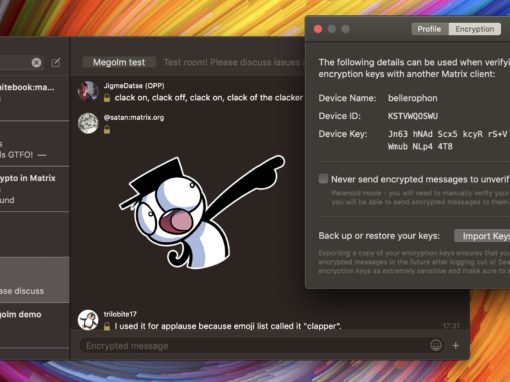 nitebook:ma...
s GTFO! —
ypto in Matrix
ound
ase discuss
golm demo
Megolm test
Test room! Please discuss issues a
JigmeDatse (OPP)
clack on, clack off, clack on, clack of the clacker
@satan:matrix.org
trilobite17
I used it for applause because emoji list called it "clapper".
17:31
Encrypted message
Profile
Encryption
The following details can be used when verifyin
encryption keys with another Matrix client:
Device Name: bellerophon
Device ID: KSTVWQOSWU
Device Key: Jn63 hNAd Scx5 kcyR rS+V
Wmub NLp4 4T8
Never send encrypted messages to unverif
Paranoid mode - you will need to manually verify your
you will be able to send encrypted messages to them.
Back up or restore your keys:
Import Keys
Exporting a copy of your encryption keys ensures that yo
encrypted messages in the future after logging out of Sea
encryption keys as extremely sensitive and make sure to